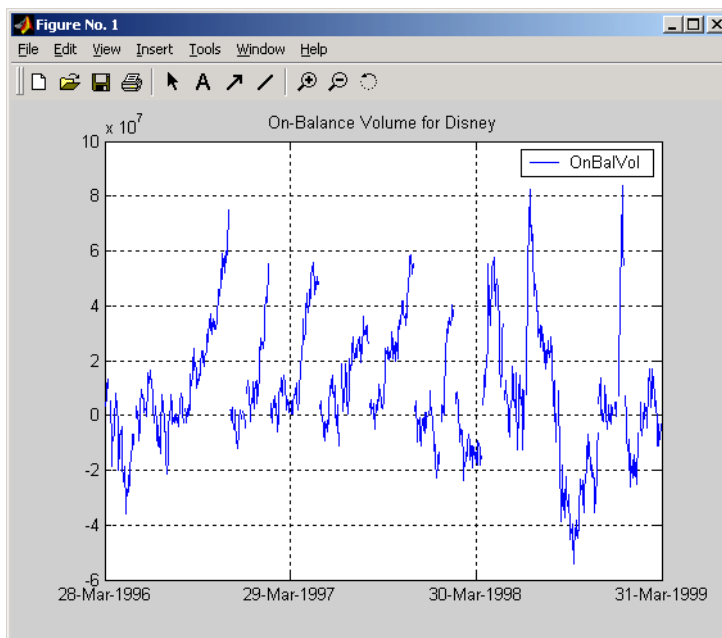 Figure No. 1
File Edit View Insert Tools Window Help
A
On-Balance Volume for Disney
x 10^7
OnBalVol
10
8
6
4
2
0
-2
-4
-6
28-Mar-1996 29-Mar-1997 30-Mar-1998 31-Mar-1999